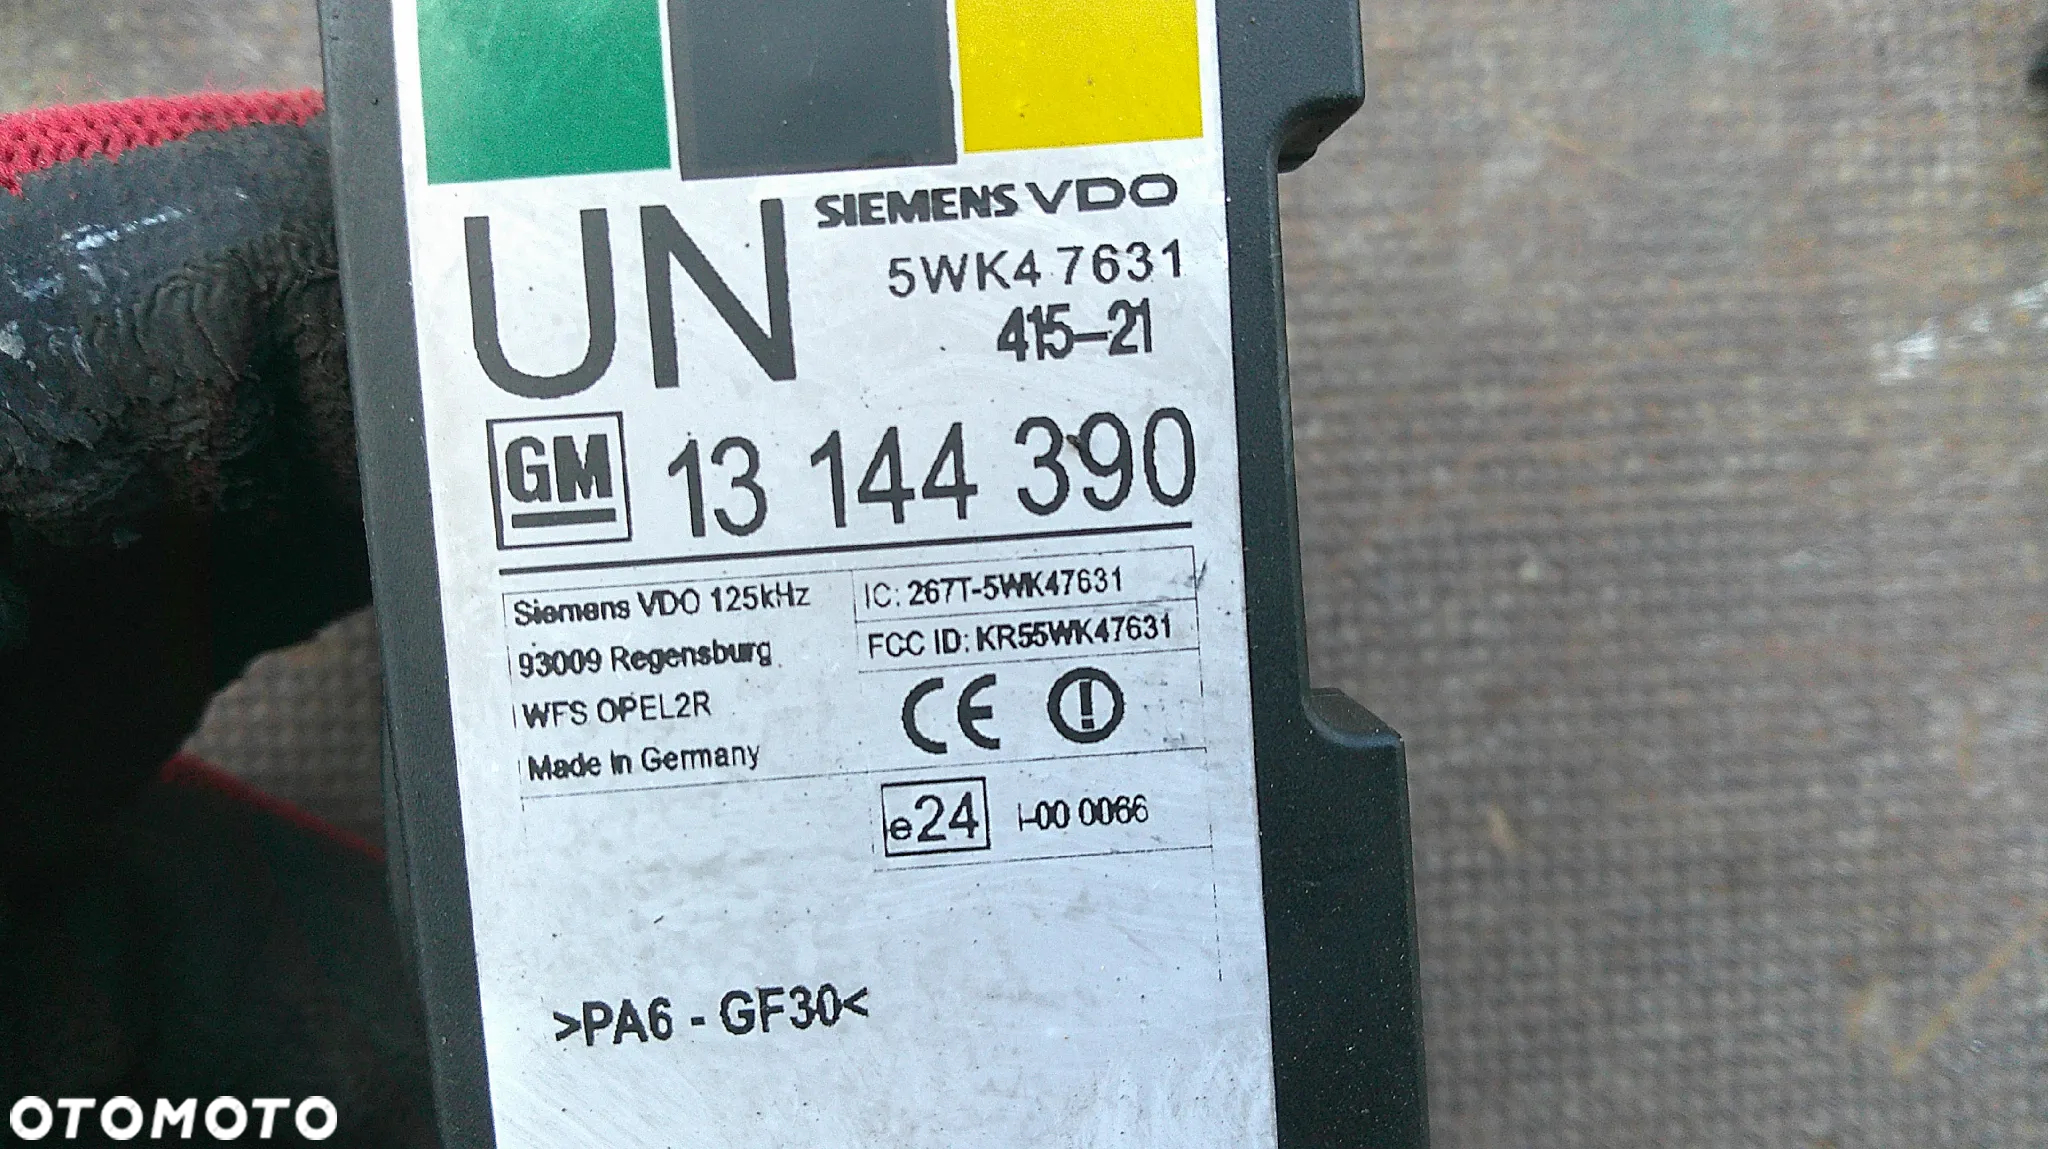 UN
SIEMENS VDO
5WK4 7631
415-21
GM 13 144 390
Siemens VDO 125kHz
93009 Regensburg
WFS OPEL2R
Made in Germany
IC: 267T-5WK47631
FCC ID: KR55WK47631
CE
e24 I-00 0066
>PA6 - GF30<
OTOMOTO